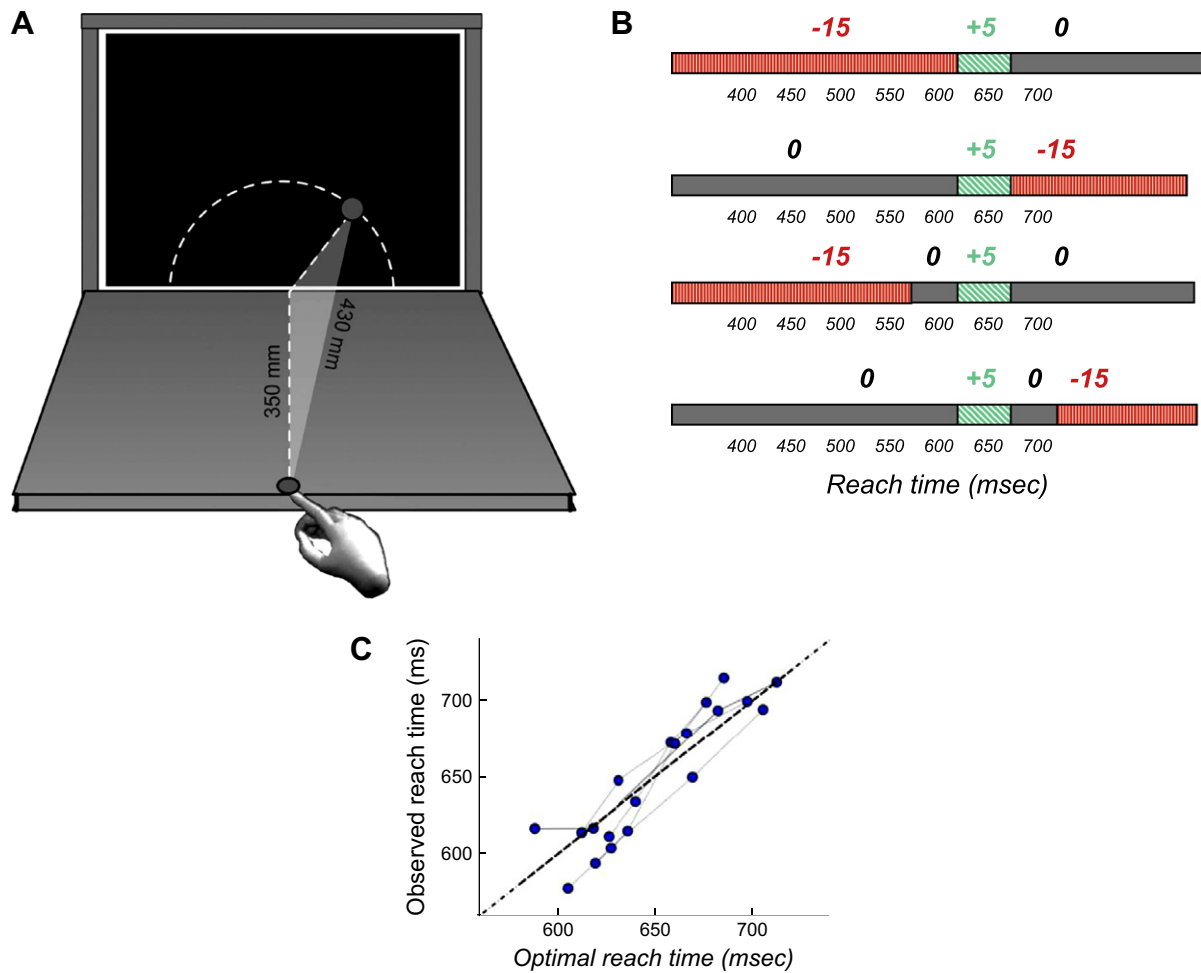 A
350 mm
430 mm
B
-15 +5 0
400 450 500 550 600 650 700
0 +5 -15
400 450 500 550 600 650 700
-15 0 +5 0
400 450 500 550 600 650 700
0 +5 0 -15
400 450 500 550 600 650 700
Reach time (msec)
C
Observed reach time (ms)
700
650
600
600 650 700
Optimal reach time (msec)